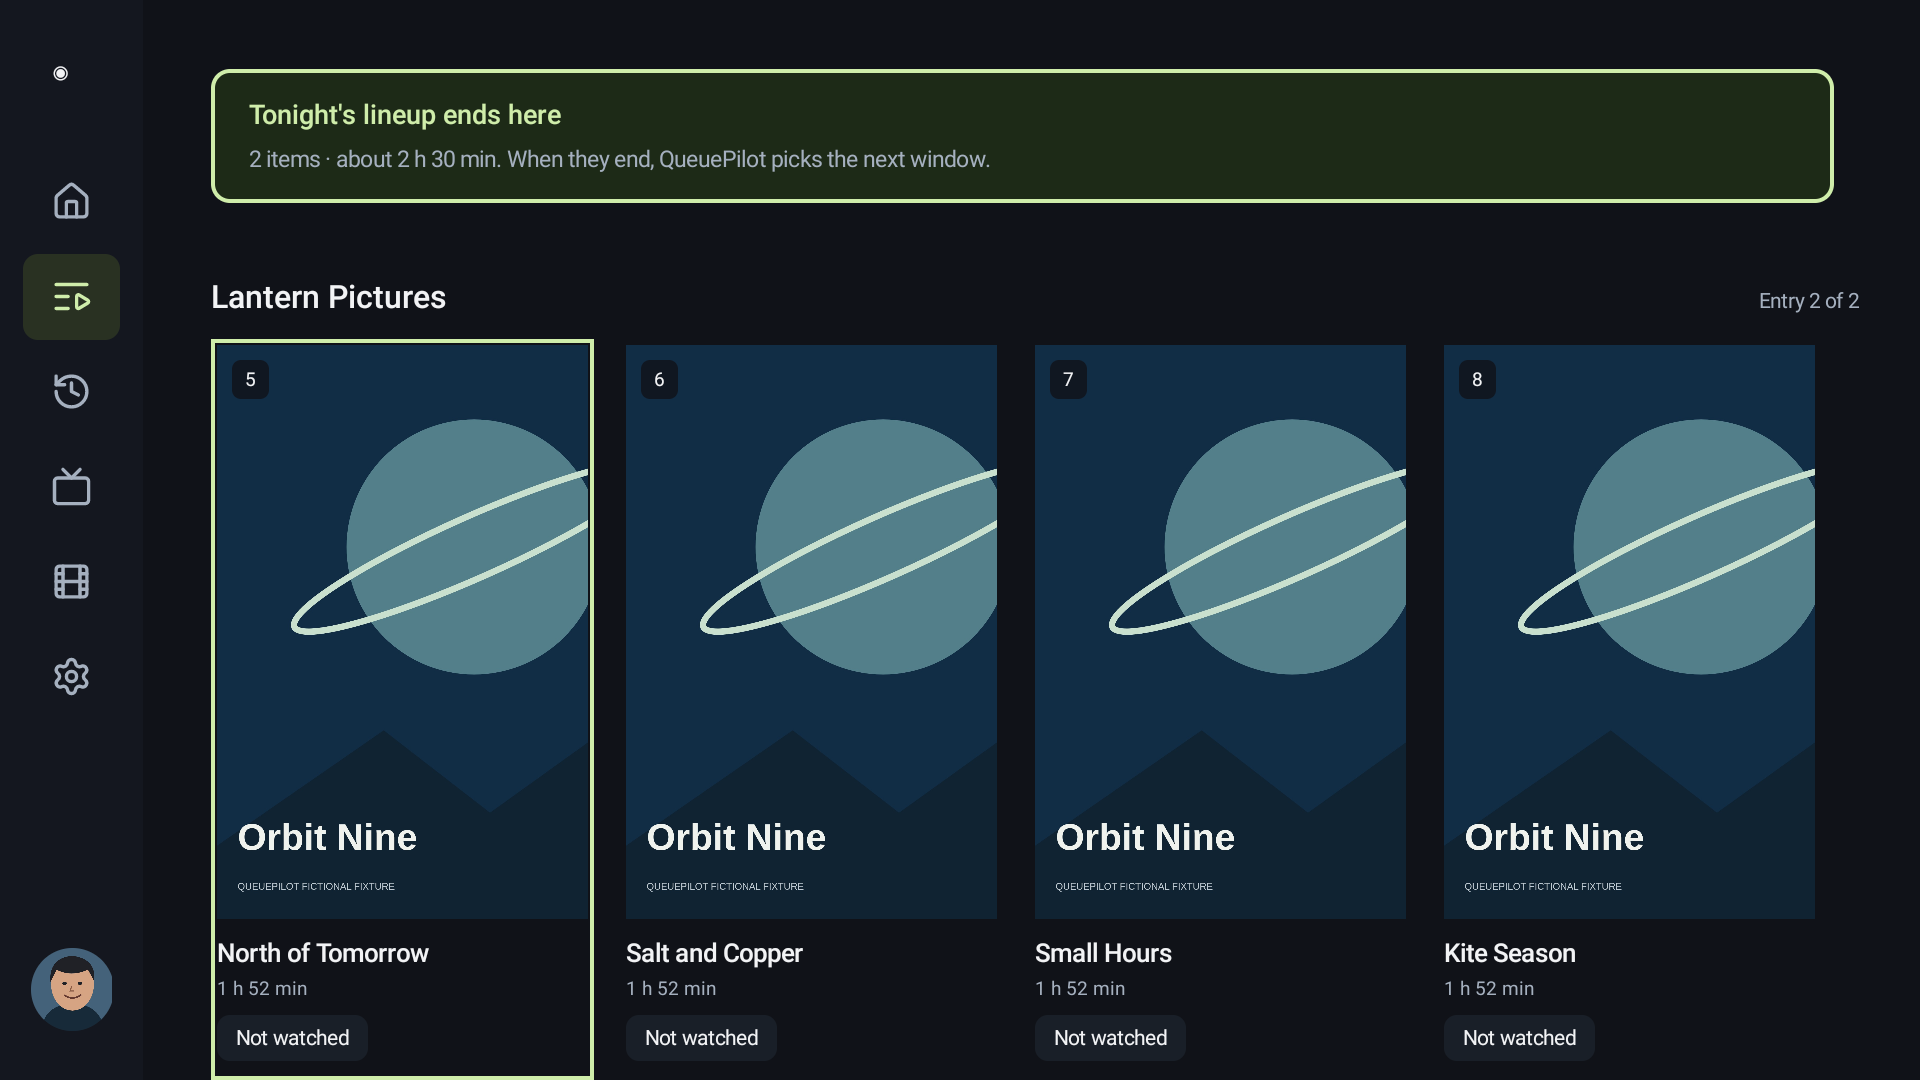 Tonight's lineup ends here
2 items · about 2 h 30 min. When they end, QueuePilot picks the next window.
Lantern Pictures
Entry 2 of 2
5
6
7
8
Orbit Nine
QUEUEPILOT FICTIONAL FIXTURE
Orbit Nine
QUEUEPILOT FICTIONAL FIXTURE
Orbit Nine
QUEUEPILOT FICTIONAL FIXTURE
Orbit Nine
QUEUEPILOT FICTIONAL FIXTURE
North of Tomorrow
1 h 52 min
Not watched
Salt and Copper
1 h 52 min
Not watched
Small Hours
1 h 52 min
Not watched
Kite Season
1 h 52 min
Not watched